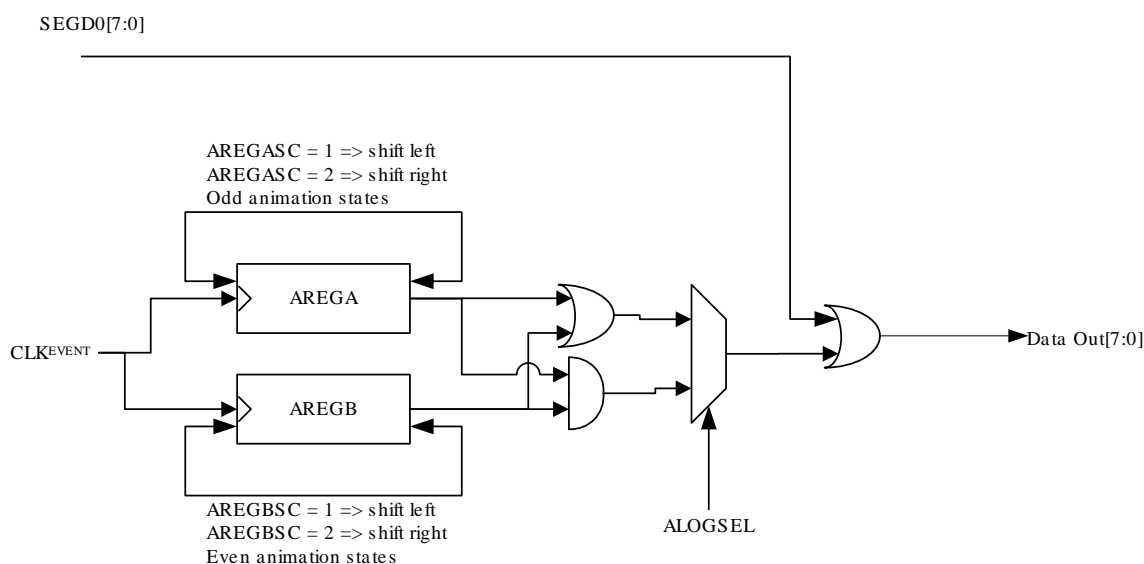 SEGD0[7:0]
AREGASC = 1 => shift left
AREGASC = 2 => shift right
Odd animation states
AREGA
CLKEVENT
Data Out[7:0]
AREGB
AREGBSC = 1 => shift left
AREGBSC = 2 => shift right
Even animation states
ALOGSEL